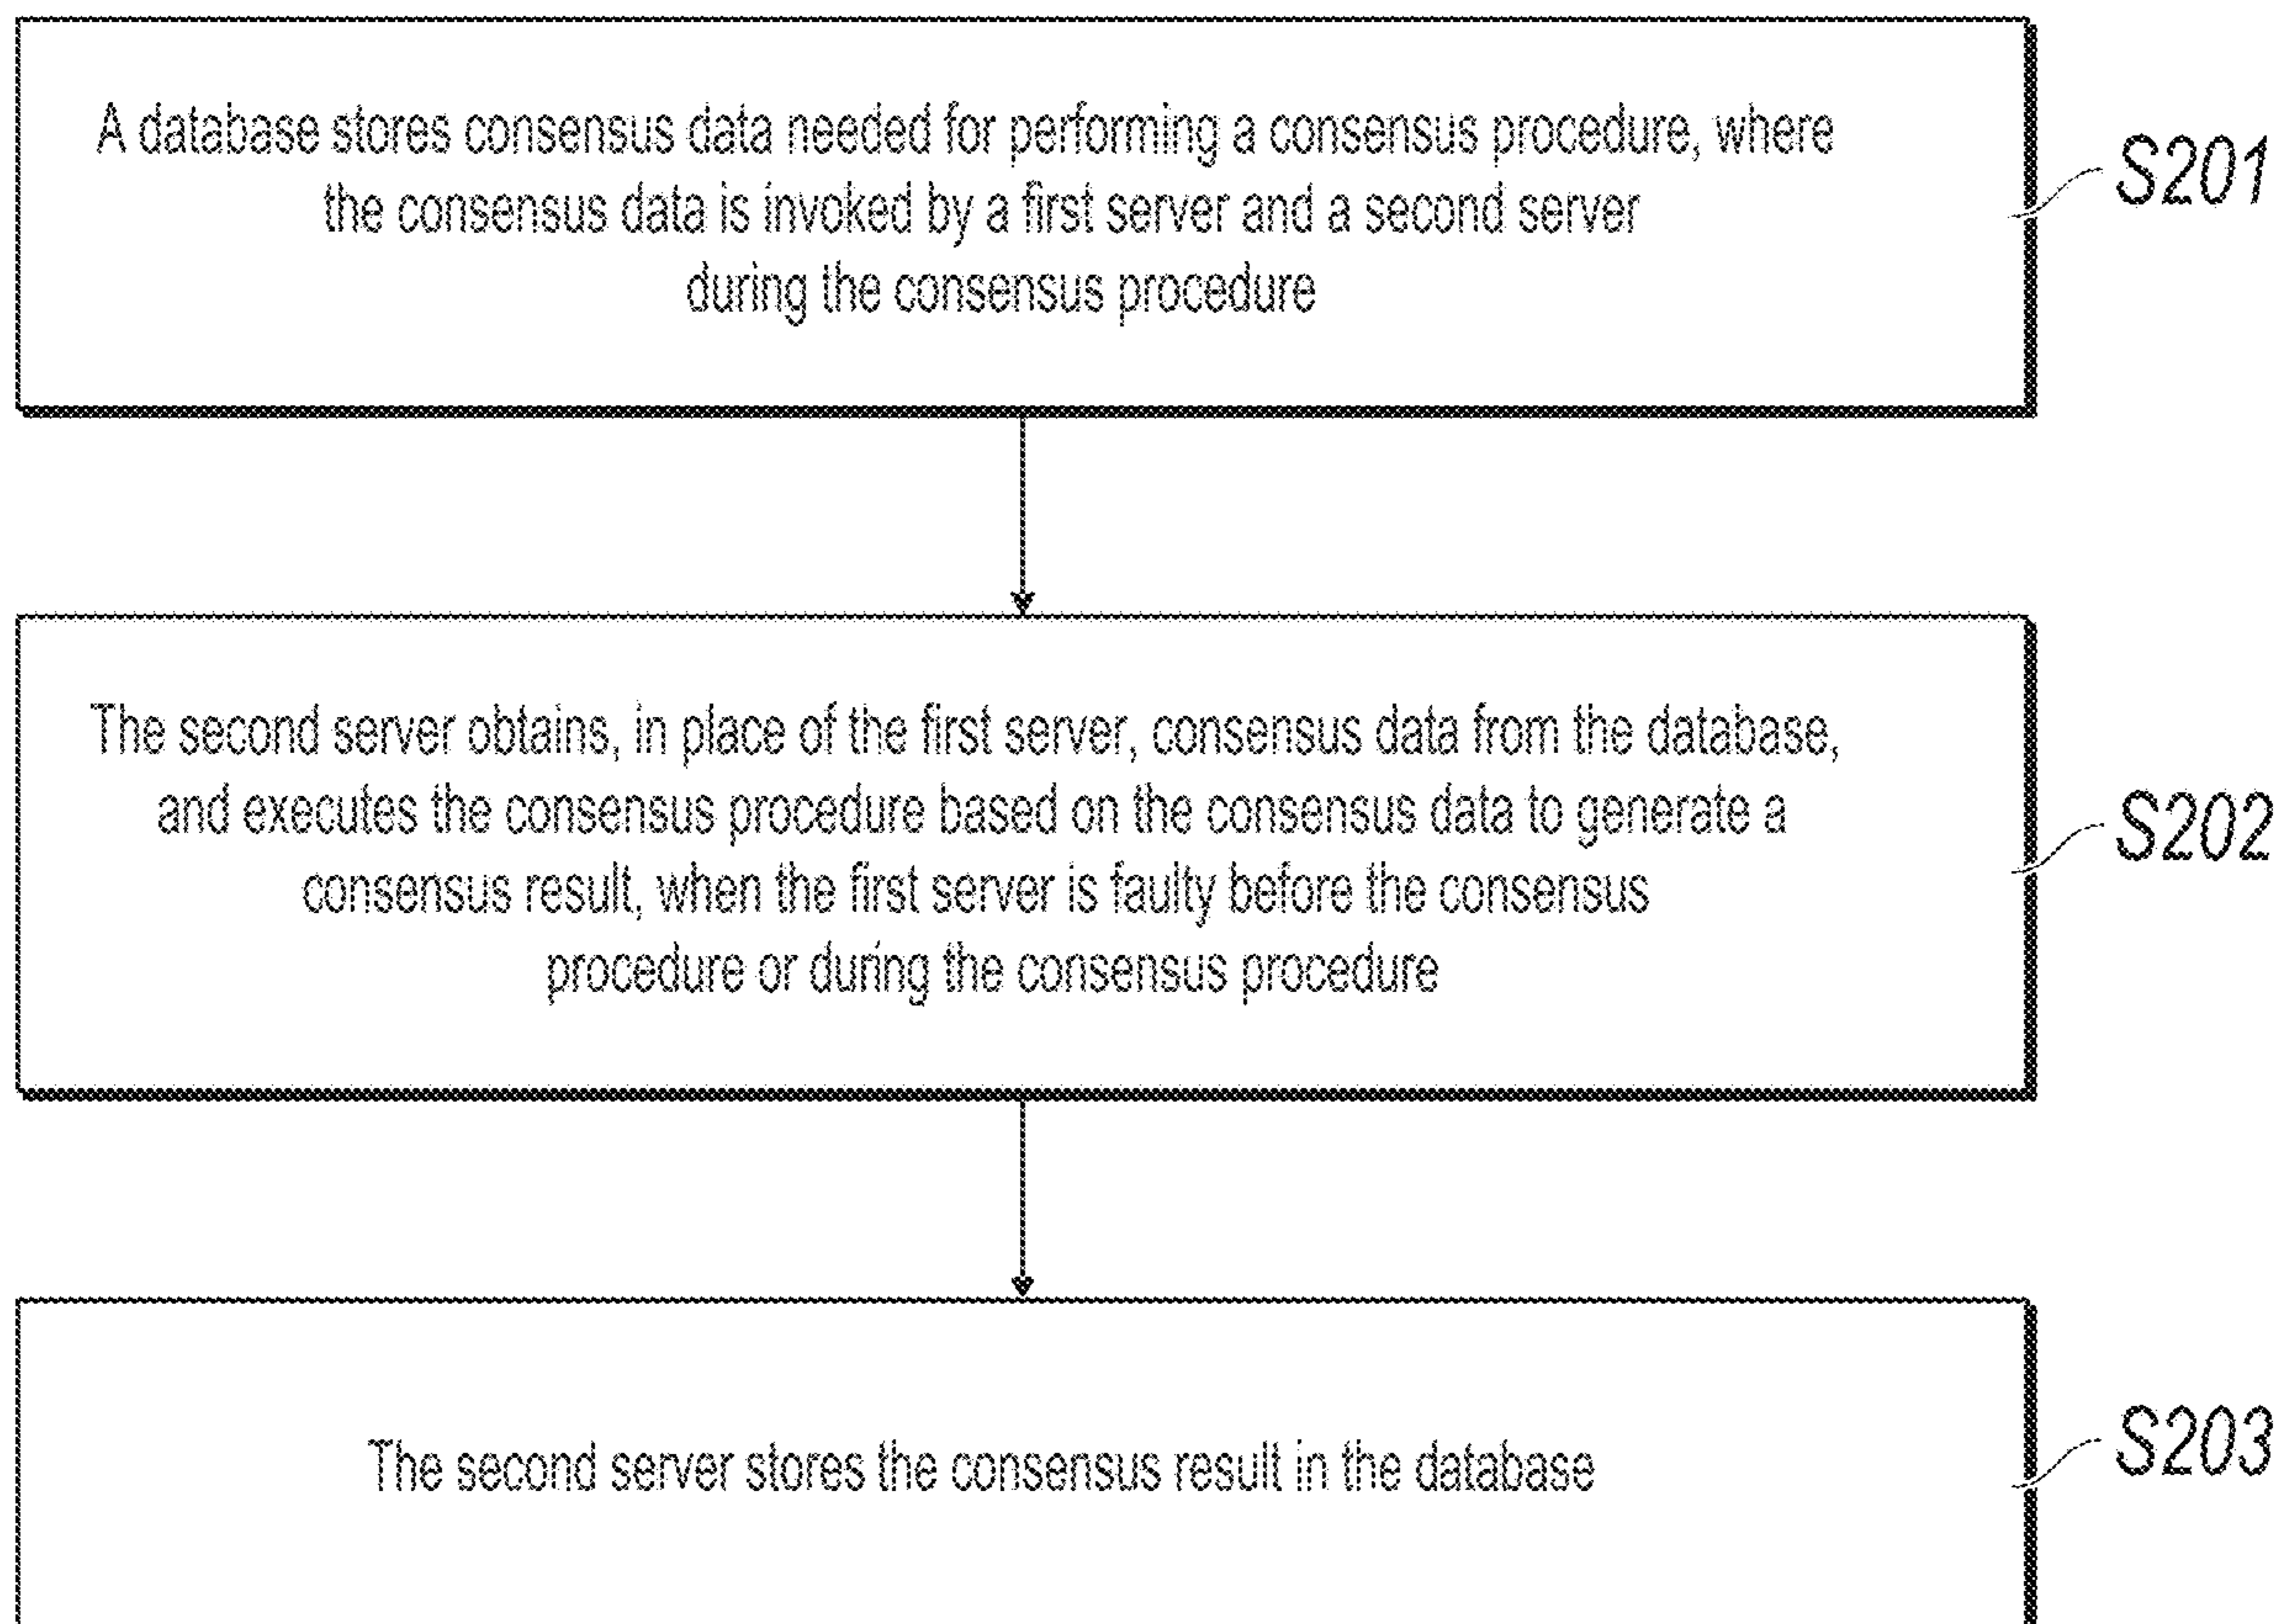 A database stores consensus data needed for performing a consensus procedure, where
the consensus data is invoked by a first server and a second server
during the consensus procedure
S201
The second server obtains, in place of the first server, consensus data from the database,
and executes the consensus procedure based on the consensus data to generate a
consensus result, when the first server is faulty before the consensus
procedure or during the consensus procedure
S202
The second server stores the consensus result in the database
S203